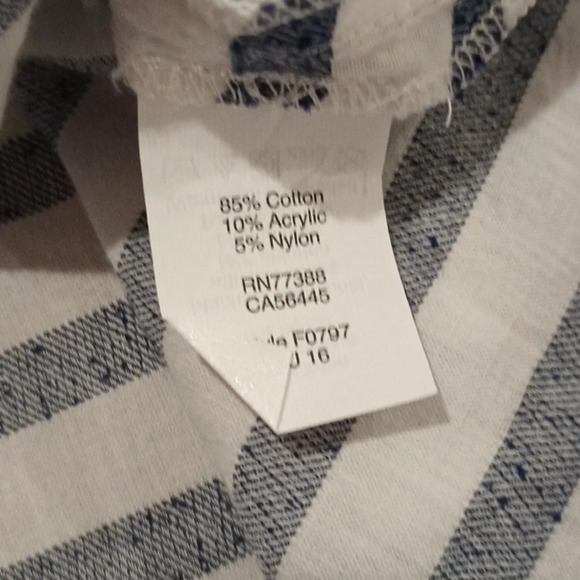 85% Cotton
10% Acrylic
5% Nylon
RN77388
CA56445
F0797
16